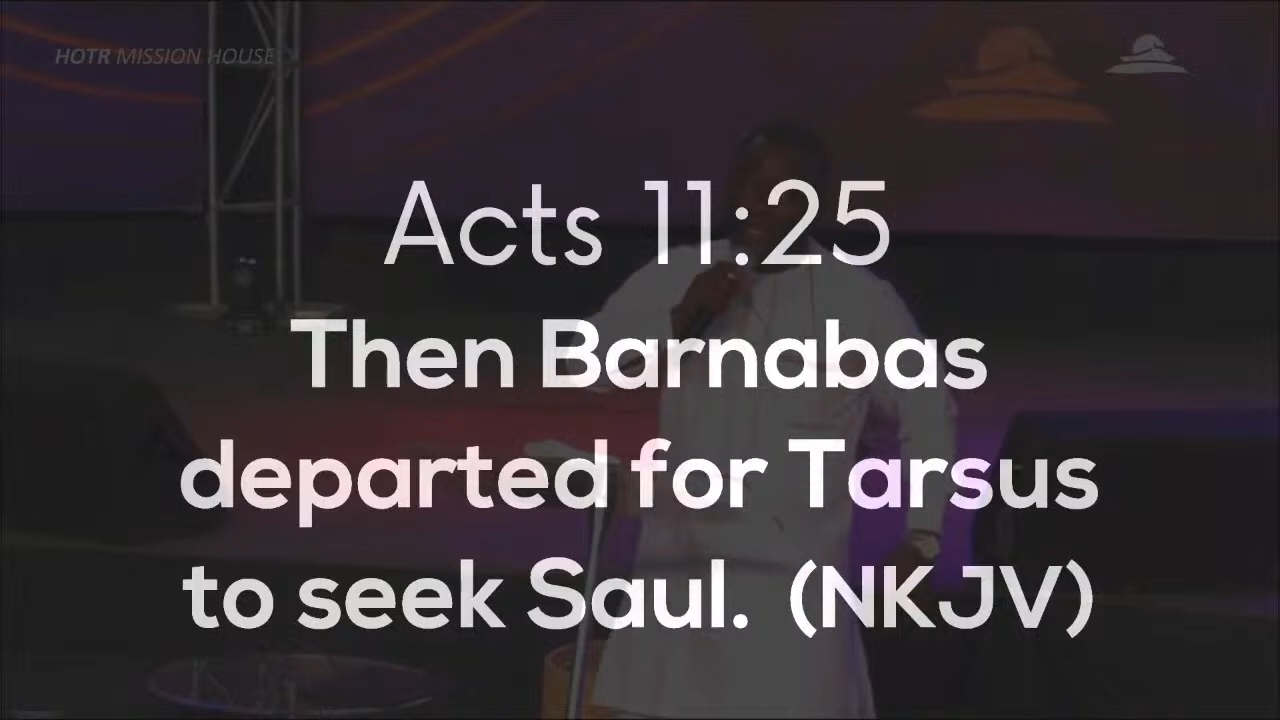 HOTR MISSION HOUSE
Acts 11:25
Then Barnabas
departed for Tarsus
to seek Saul. (NKJV)